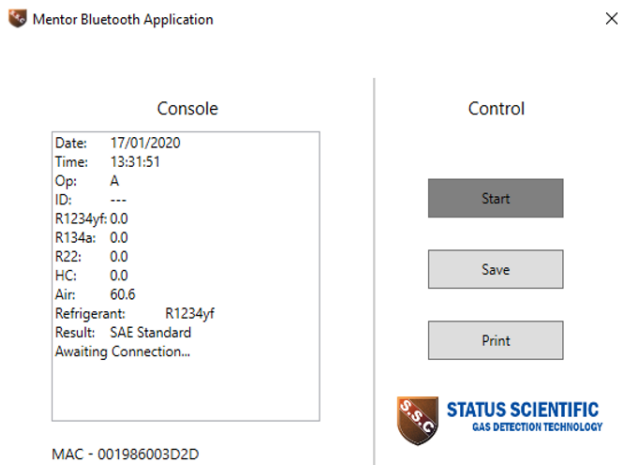 Mentor Bluetooth Application
Console
Date: 17/01/2020
Time: 13:31:51
Op: A
ID: ---
R1234yf: 0.0
R134a: 0.0
R22: 0.0
HC: 0.0
Air: 60.6
Refrigerant: R1234yf
Result: SAE Standard
Awaiting Connection...
MAC - 001986003D2D
Control
Start
Save
Print
S.S.C
STATUS SCIENTIFIC
GAS DETECTION TECHNOLOGY